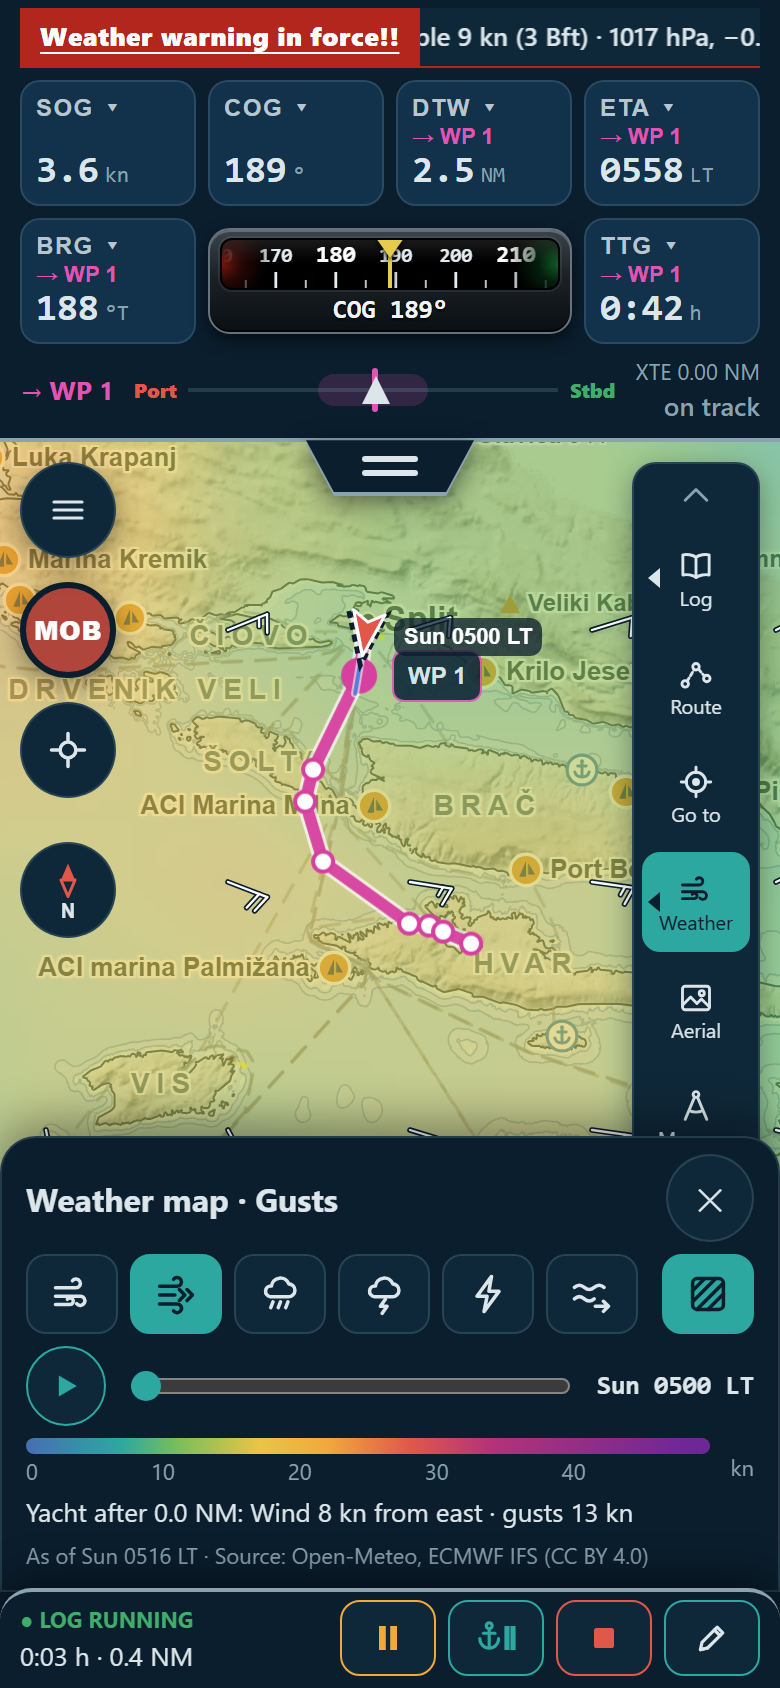 Weather warning in force!!
ble 9 kn (3 Bft) · 1017 hPa, −0.
SOG ▼
3.6 kn
COG ▼
189 °
DTW ▼
→ WP 1
2.5 NM
ETA ▼
→ WP 1
0558 LT
BRG ▼
→ WP 1
188 °T
170 180 190 200 210
COG 189°
TTG ▼
→ WP 1
0:42 h
→ WP 1
Port
Stbd
XTE 0.00 NM
on track
Luka Krapanj
Marina Kremik
MOB
ČIOVO
Split
Veliki Ka
Sun 0500 LT
WP 1
Krilo Jese
DRVENIK VELI
ŠOLT
ACI Marina M lna
BRAČ
Port B
N
ACI marina Palmižana
HVAR
VIS
Log
Route
Go to
Weather
Aerial
Weather map · Gusts
Sun 0500 LT
0 10 20 30 40 kn
Yacht after 0.0 NM: Wind 8 kn from east · gusts 13 kn
As of Sun 0516 LT · Source: Open-Meteo, ECMWF IFS (CC BY 4.0)
● LOG RUNNING
0:03 h · 0.4 NM